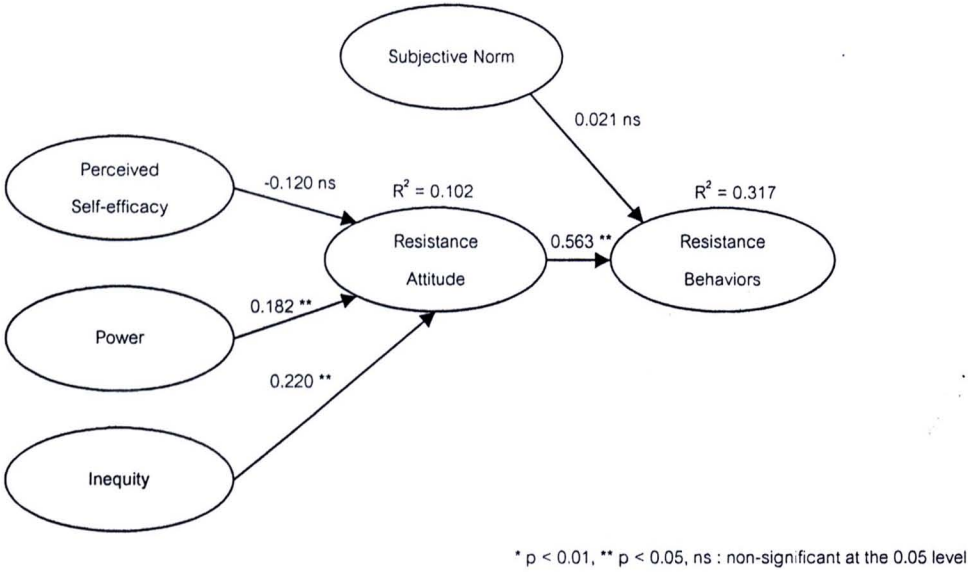 Subjective Norm
0.021 ns
Perceived
Self-efficacy
-0.120 ns
R² = 0.102
R² = 0.317
Resistance
Attitude
0.563 **
Resistance
Behaviors
Power
0.182 **
0.220 **
Inequity
* p < 0.01, ** p < 0.05, ns : non-significant at the 0.05 level